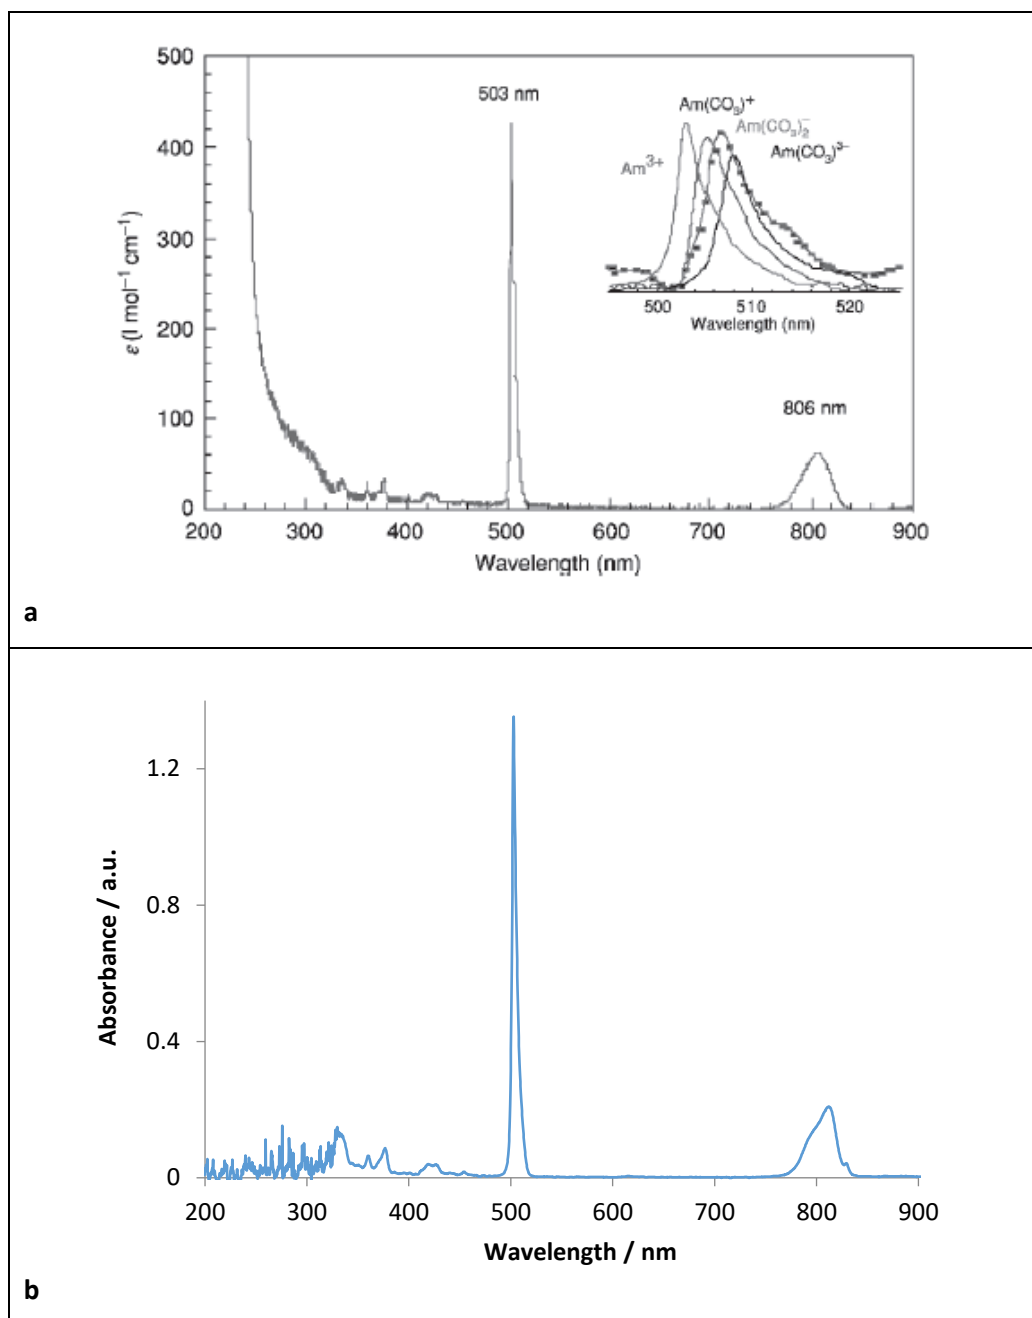 500
400
300
200
100
0
ε (l mol⁻¹ cm⁻¹)
503 nm
Am(CO₃)⁺
Am(CO₃)₂⁻
Am(CO₃)³⁻
Am³⁺
500 510 520
Wavelength (nm)
806 nm
200 300 400 500 600 700 800 900
Wavelength (nm)
a
1.2
0.8
0.4
0
Absorbance / a.u.
200 300 400 500 600 700 800 900
Wavelength / nm
b